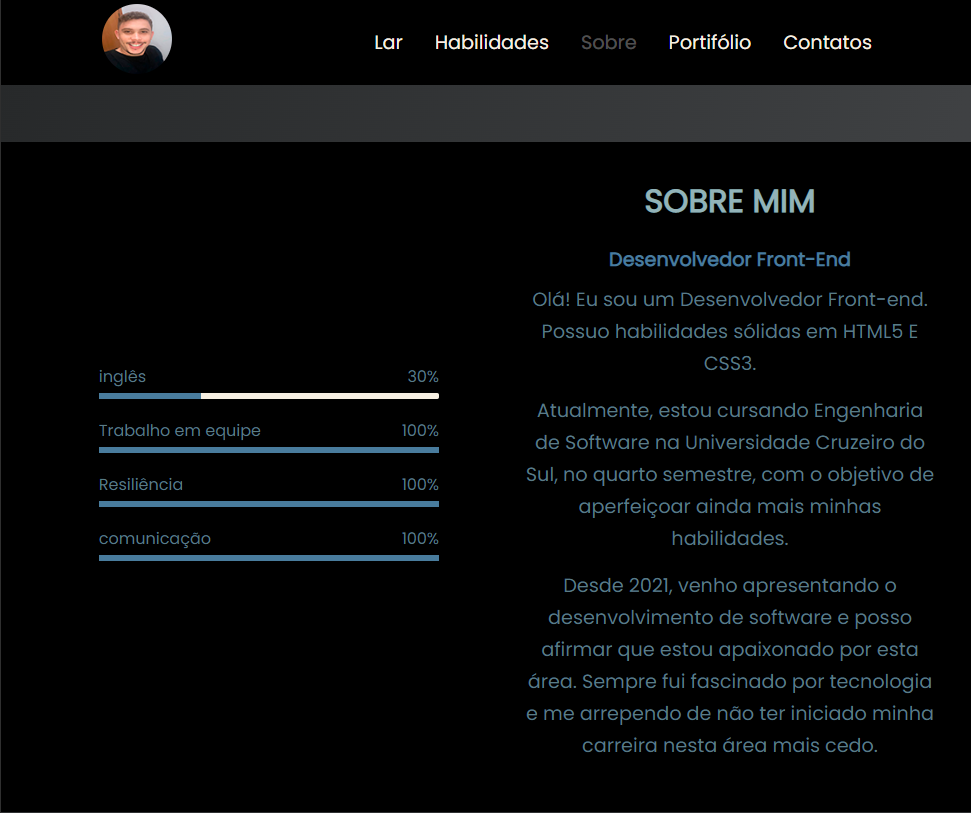 Lar Habilidades Sobre Portifólio Contatos
inglês 30%
Trabalho em equipe 100%
Resiliência 100%
comunicação 100%
SOBRE MIM
Desenvolvedor Front-End
Olá! Eu sou um Desenvolvedor Front-end.
Possuo habilidades sólidas em HTML5 E
CSS3.
Atualmente, estou cursando Engenharia
de Software na Universidade Cruzeiro do
Sul, no quarto semestre, com o objetivo de
aperfeiçoar ainda mais minhas
habilidades.
Desde 2021, venho apresentando o
desenvolvimento de software e posso
afirmar que estou apaixonado por esta
área. Sempre fui fascinado por tecnologia
e me arrependo de não ter iniciado minha
carreira nesta área mais cedo.